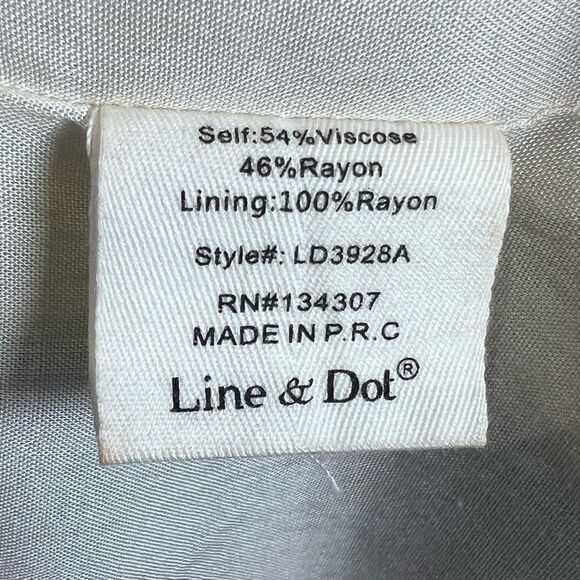 Self:54%Viscose
46%Rayon
Lining:100%Rayon
Style#: LD3928A
RN#134307
MADE IN P.R.C
Line & Dot®